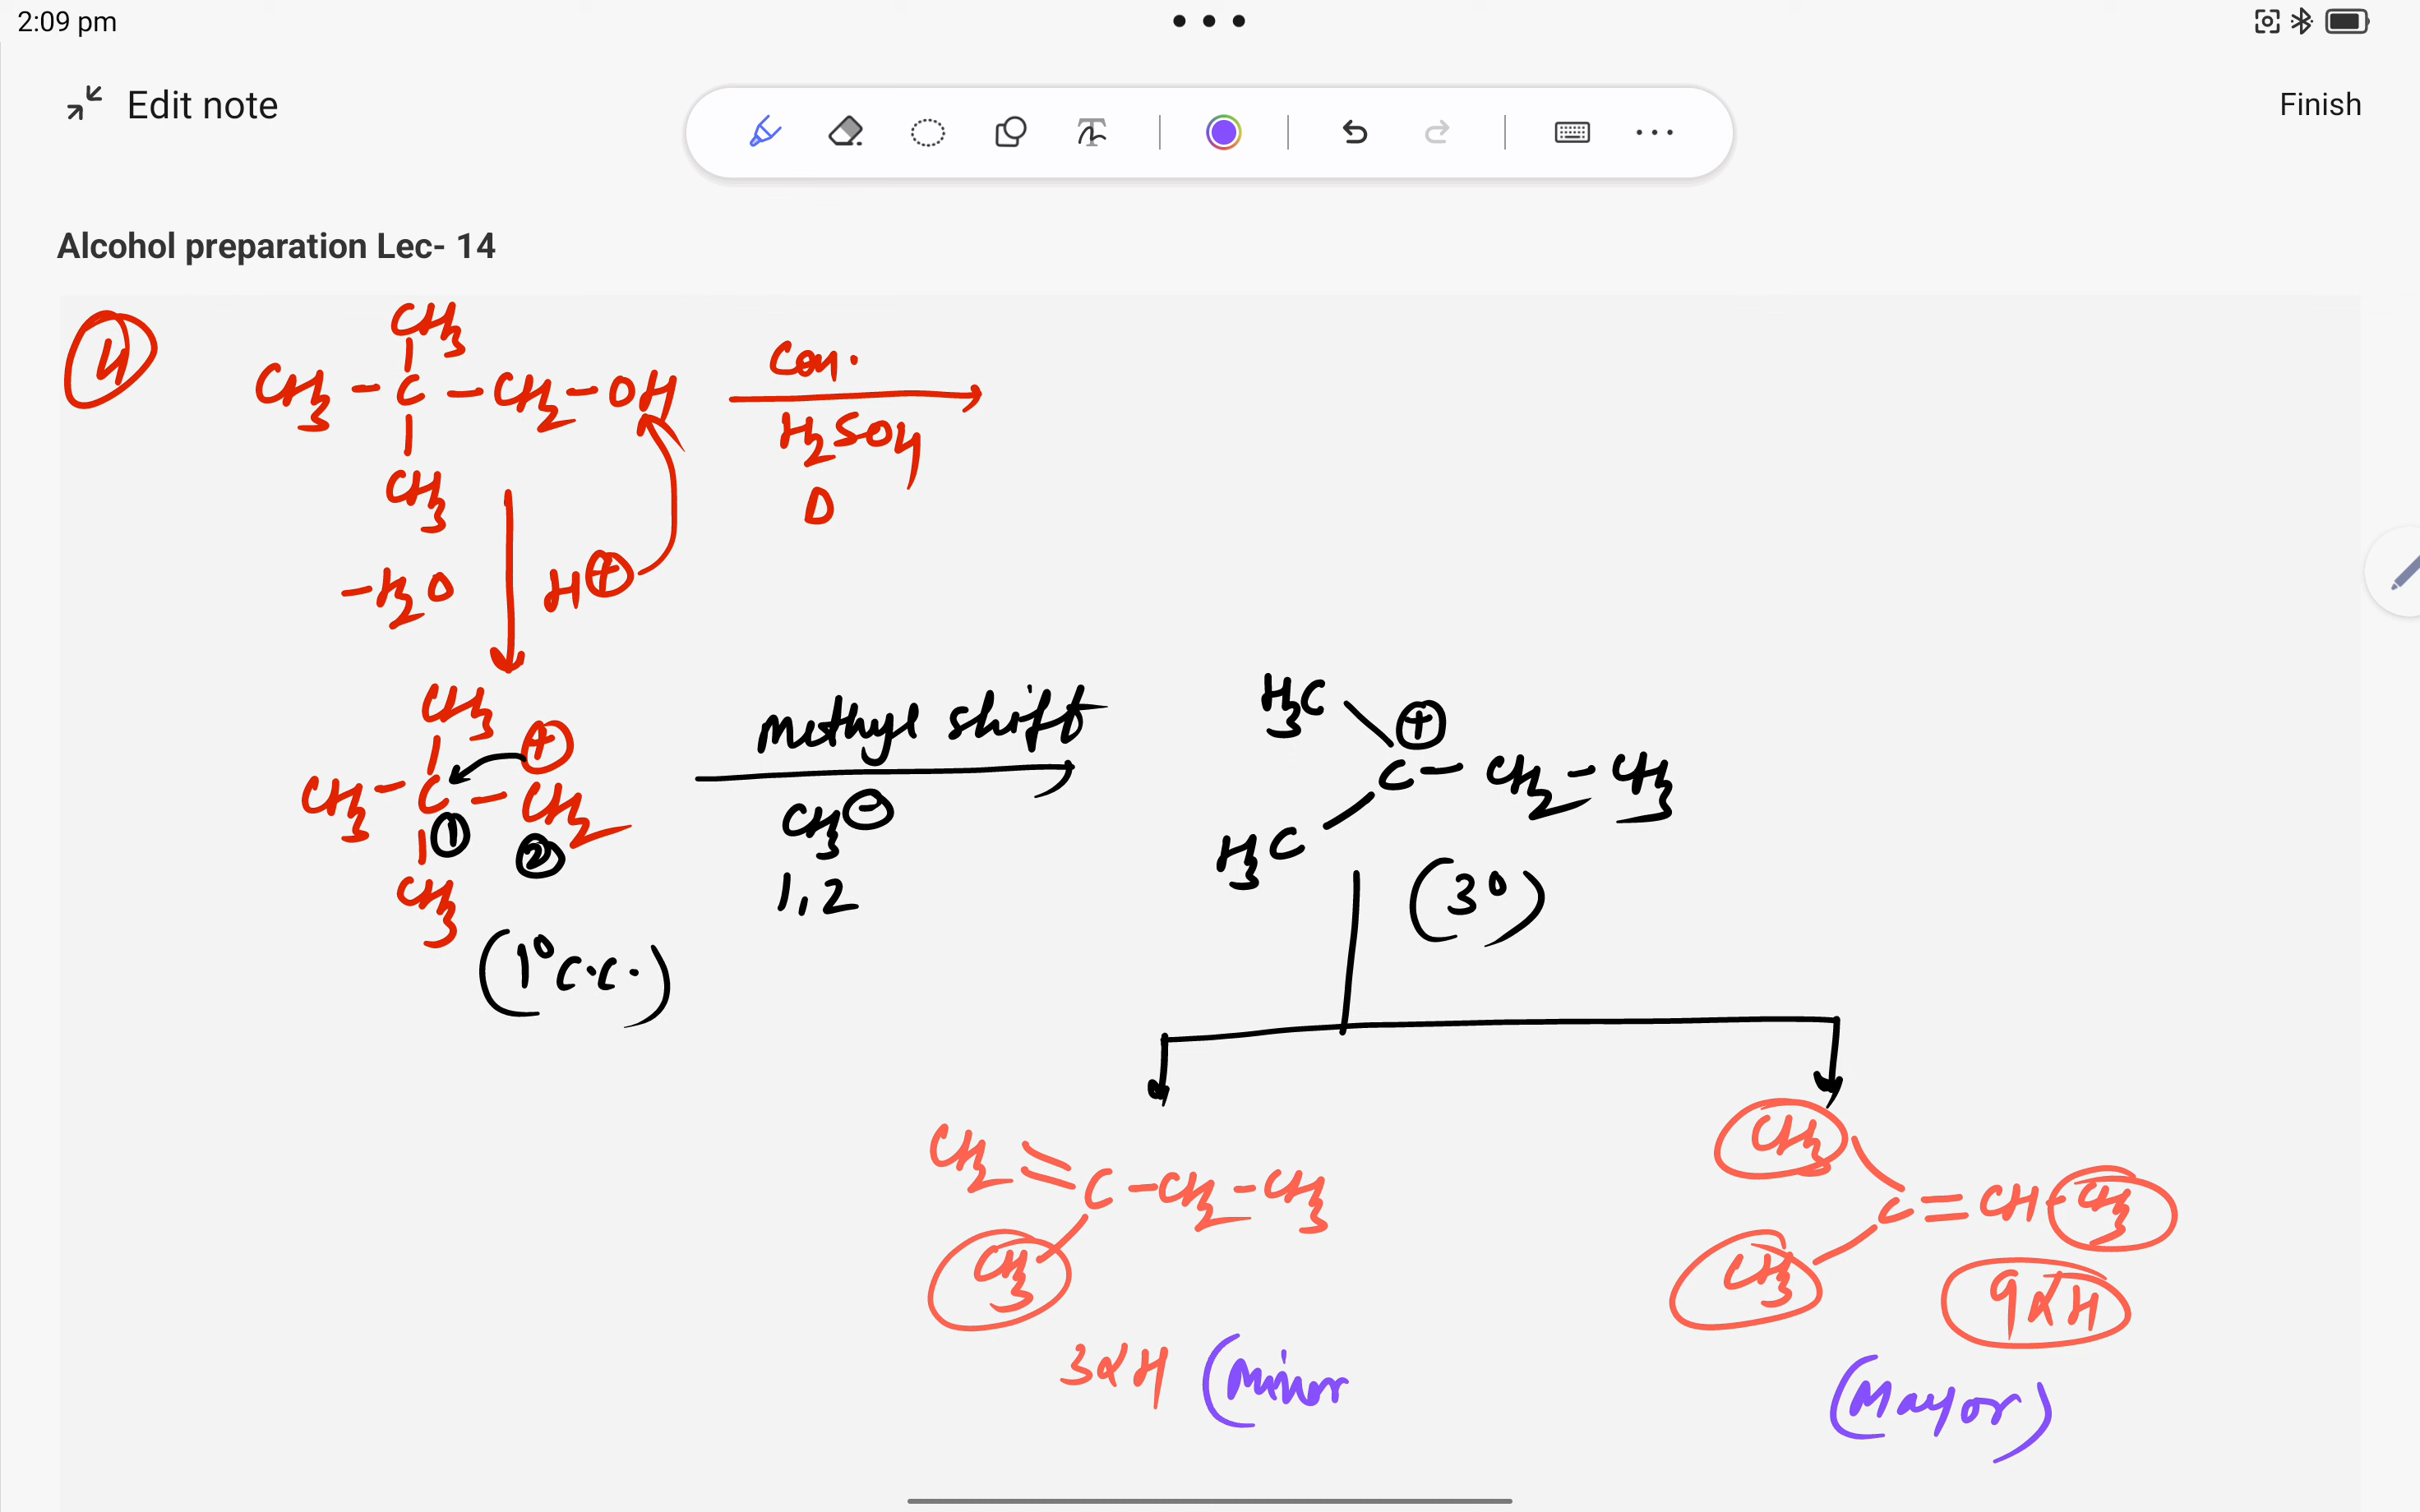 2:09 pm
Edit note
Finish
Alcohol preparation Lec- 14
4
CH3
CH3 - C - CH2 - OH
CH3
Con.
H2SO4
Δ
-H2O
H⊕
CH3
⊕
CH3 - C - CH2
① ②
CH3
(1° c.c.)
methyl shift
CH3⊖
1,2
H3C
⊕
C - CH2 - CH3
H3C
(3°)
CH2 = C - CH2 - CH3
CH3
3αH (Minor
CH3
C = CH - CH3
CH3
9αH
(Mayor)